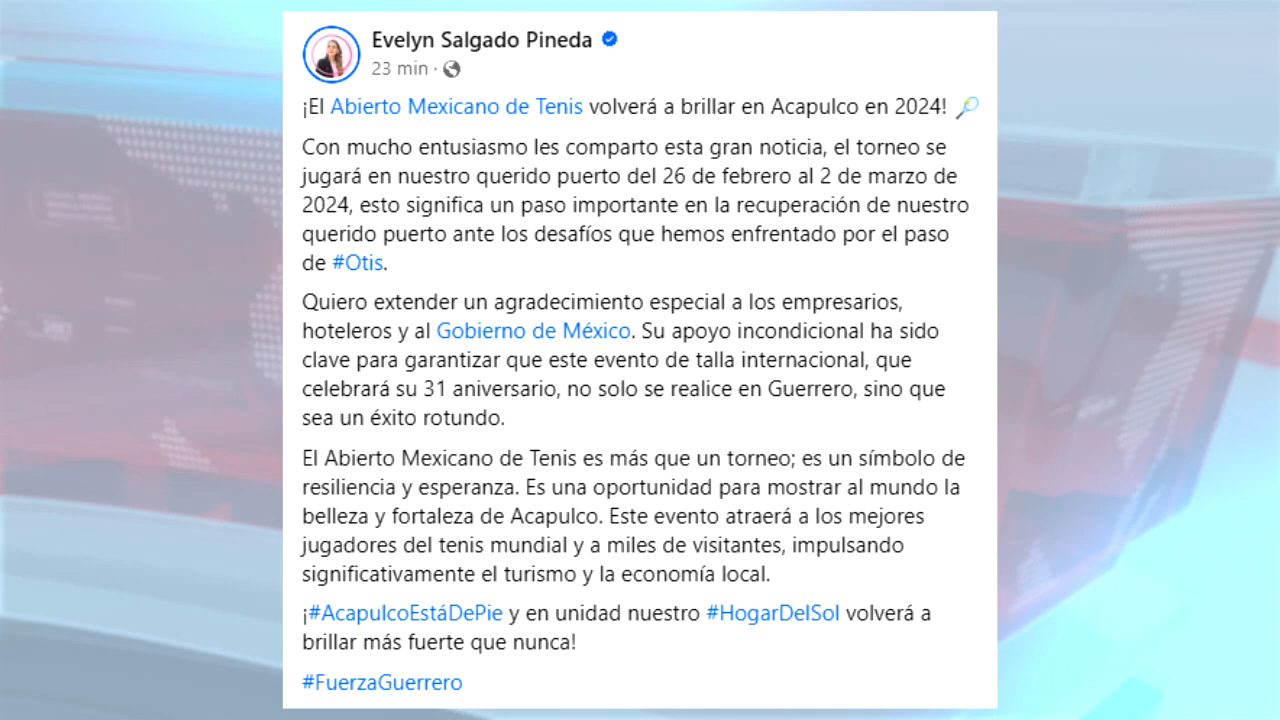 Evelyn Salgado Pineda
23 min ·
¡El Abierto Mexicano de Tenis volverá a brillar en Acapulco en 2024! 🎾
Con mucho entusiasmo les comparto esta gran noticia, el torneo se
jugará en nuestro querido puerto del 26 de febrero al 2 de marzo de
2024, esto significa un paso importante en la recuperación de nuestro
querido puerto ante los desafíos que hemos enfrentado por el paso
de #Otis.
Quiero extender un agradecimiento especial a los empresarios,
hoteleros y al Gobierno de México. Su apoyo incondicional ha sido
clave para garantizar que este evento de talla internacional, que
celebrará su 31 aniversario, no solo se realice en Guerrero, sino que
sea un éxito rotundo.
El Abierto Mexicano de Tenis es más que un torneo; es un símbolo de
resiliencia y esperanza. Es una oportunidad para mostrar al mundo la
belleza y fortaleza de Acapulco. Este evento atraerá a los mejores
jugadores del tenis mundial y a miles de visitantes, impulsando
significativamente el turismo y la economía local.
¡#AcapulcoEstáDePie y en unidad nuestro #HogarDelSol volverá a
brillar más fuerte que nunca!
#FuerzaGuerrero